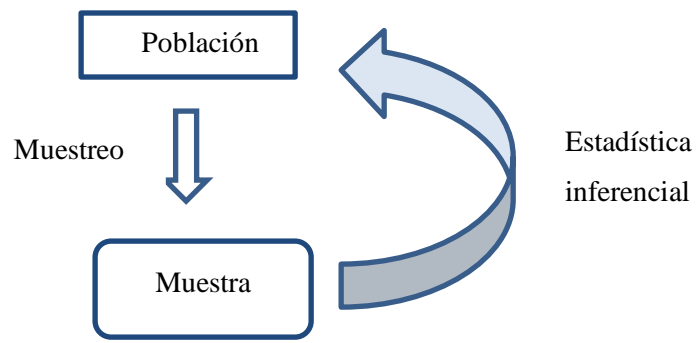 Población
Muestreo
Estadística
inferencial
Muestra